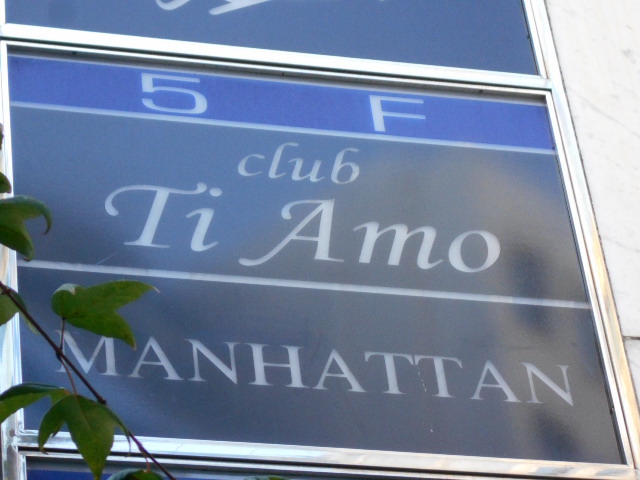 5 F
club
Ti Amo
MANHATTAN